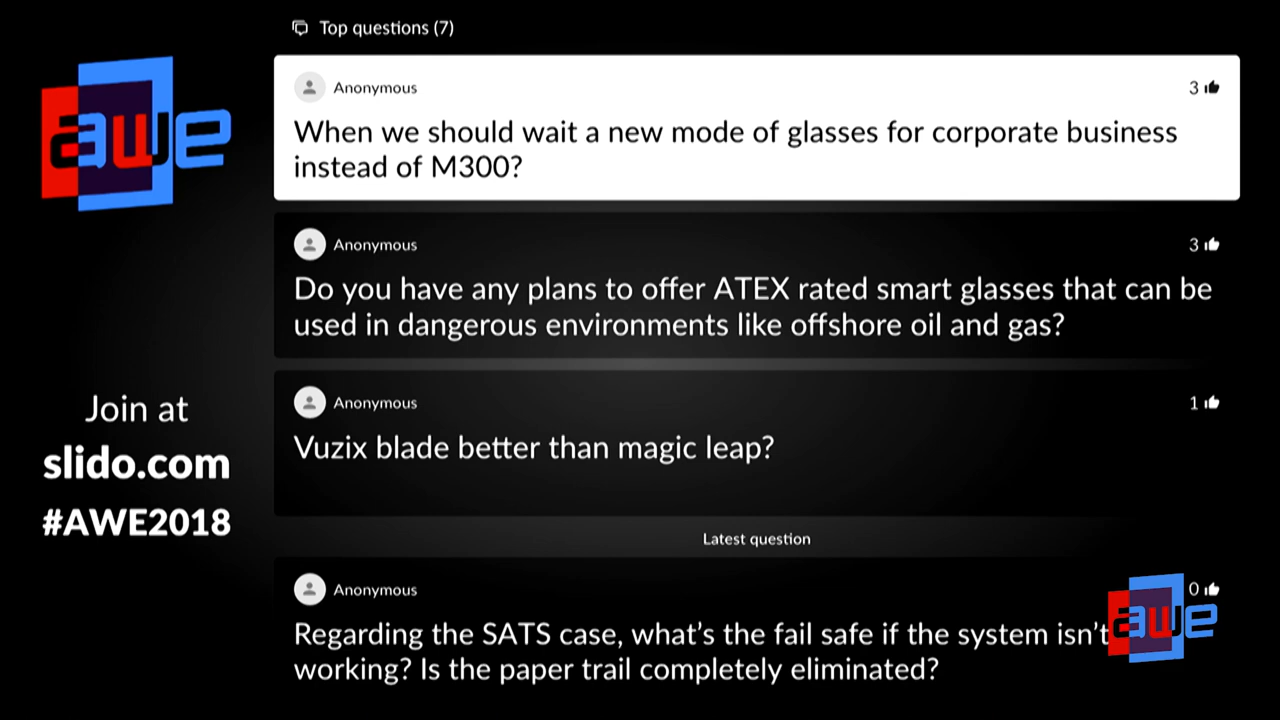 Top questions (7)
awe
Anonymous
3
When we should wait a new mode of glasses for corporate business
instead of M300?
Anonymous
3
Do you have any plans to offer ATEX rated smart glasses that can be
used in dangerous environments like offshore oil and gas?
Anonymous
1
Vuzix blade better than magic leap?
Join at
slido.com
#AWE2018
Latest question
Anonymous
0
Regarding the SATS case, what's the fail safe if the system isn't
working? Is the paper trail completely eliminated?
awe